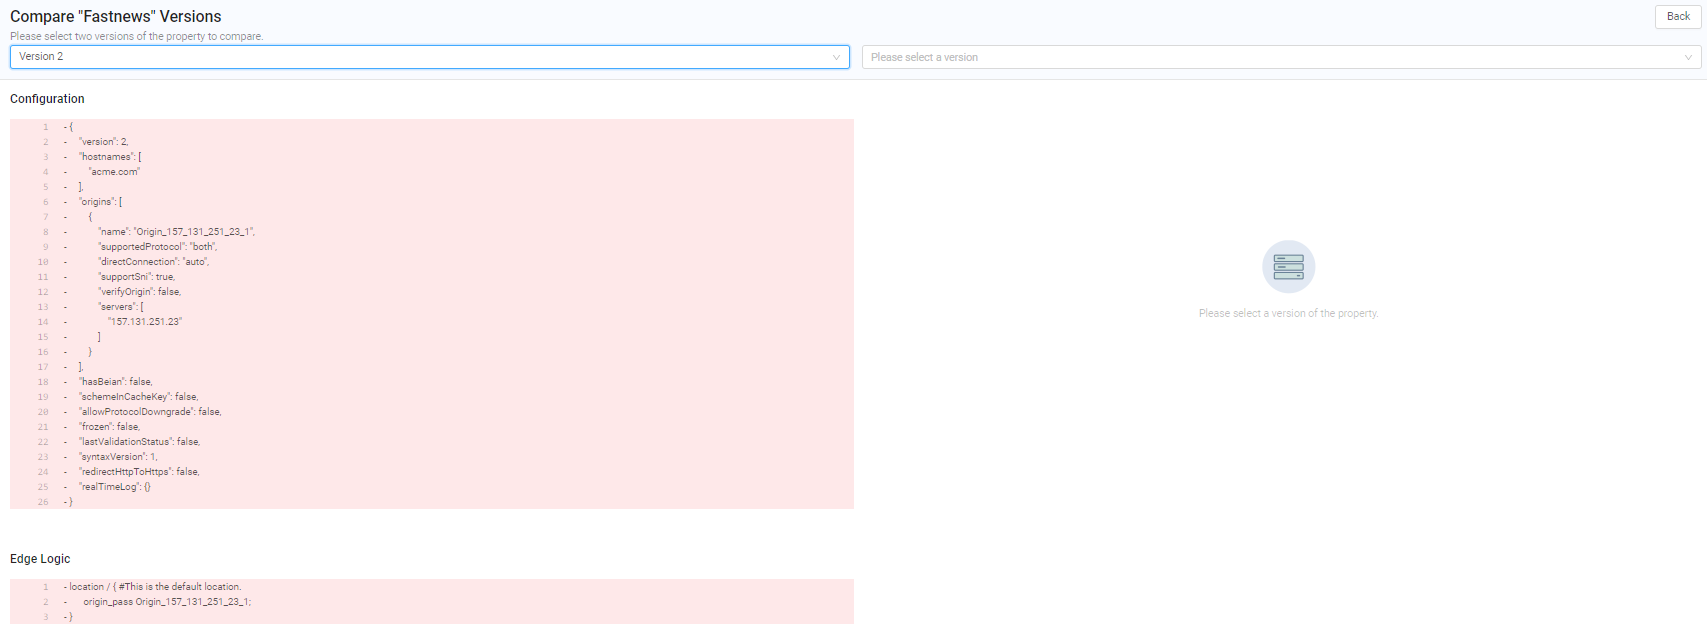 Compare "Fastnews" Versions
Back
Please select two versions of the property to compare.
Version 2
Please select a version
Configuration
1 - {
2 - "version": 2,
3 - "hostnames": [
4 - "acme.com"
5 - ],
6 - "origins": [
7 - {
8 - "name": "Origin_157_131_251_23_1",
9 - "supportedProtocol": "both",
10 - "directConnection": "auto",
11 - "supportSni": true,
12 - "verifyOrigin": false,
13 - "servers": [
14 - "157.131.251.23"
15 - ]
16 - }
17 - ],
18 - "hasBeian": false,
19 - "schemeInCacheKey": false,
20 - "allowProtocolDowngrade": false,
21 - "frozen": false,
22 - "lastValidationStatus": false,
23 - "syntaxVersion": 1,
24 - "redirectHttpToHttps": false,
25 - "realTimeLog": {}
26 - }
Please select a version of the property.
Edge Logic
1 - location / { #This is the default location.
2 - origin_pass Origin_157_131_251_23_1;
3 - }